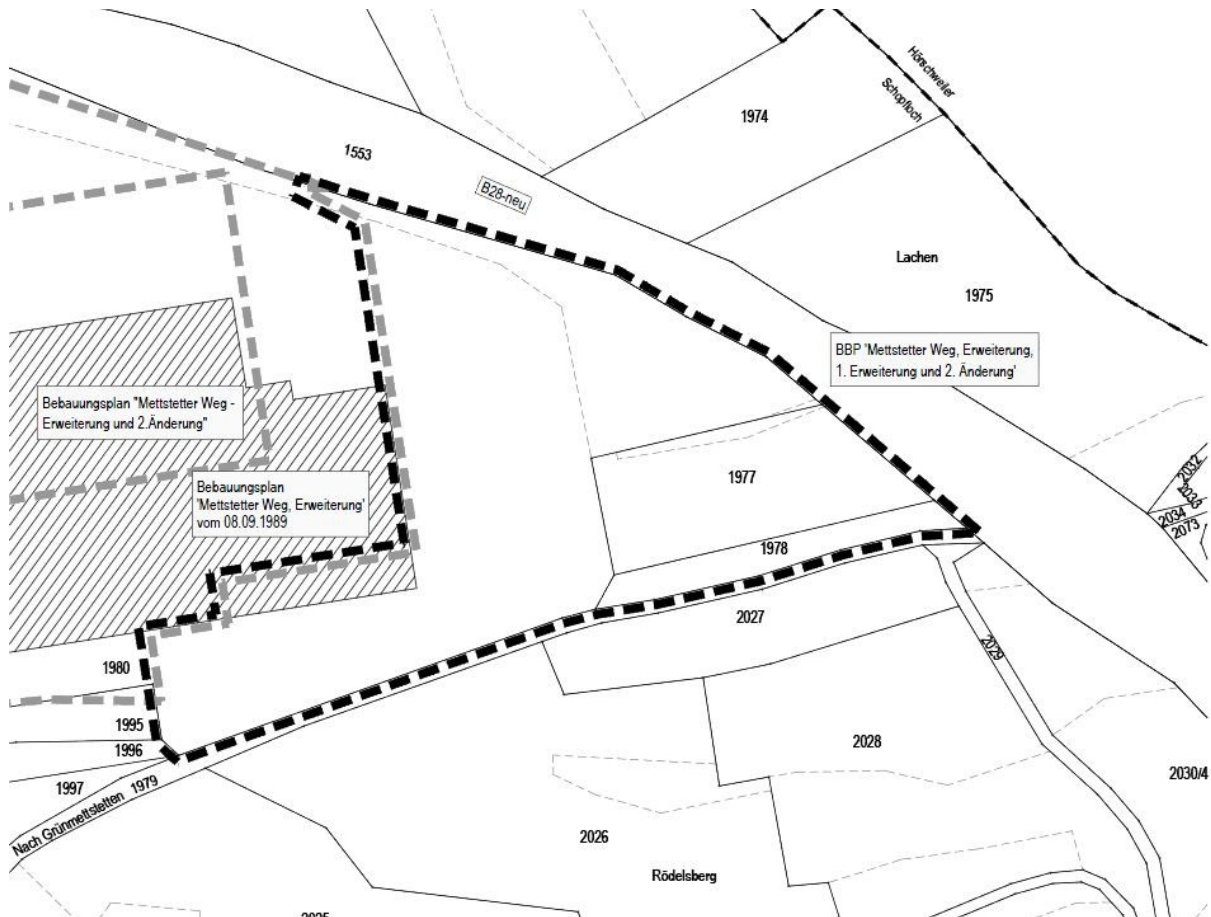 Hörschweiler
Schopfloch
1974
1553
B28-neu
Lachen
1975
BBP 'Mettstetter Weg, Erweiterung,
1. Erweiterung und 2. Änderung'
Bebauungsplan "Mettstetter Weg -
Erweiterung und 2.Änderung"
Bebauungsplan
'Mettstetter Weg, Erweiterung'
vom 08.09.1989
1977
2032
2033
2034
2073
1978
2027
2029
1980
1995
1996
1997
Nach Grünmettstetten 1979
2028
2030/4
2026
Rödelsberg